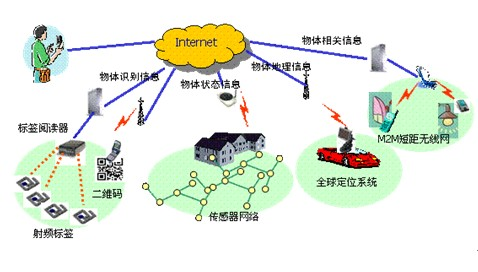 Internet
物体相关信息
物体识别信息
物体状态信息
物体地理信息
标签阅读器
二维码
射频标签
传感器网络
全球定位系统
M2M短距无线网